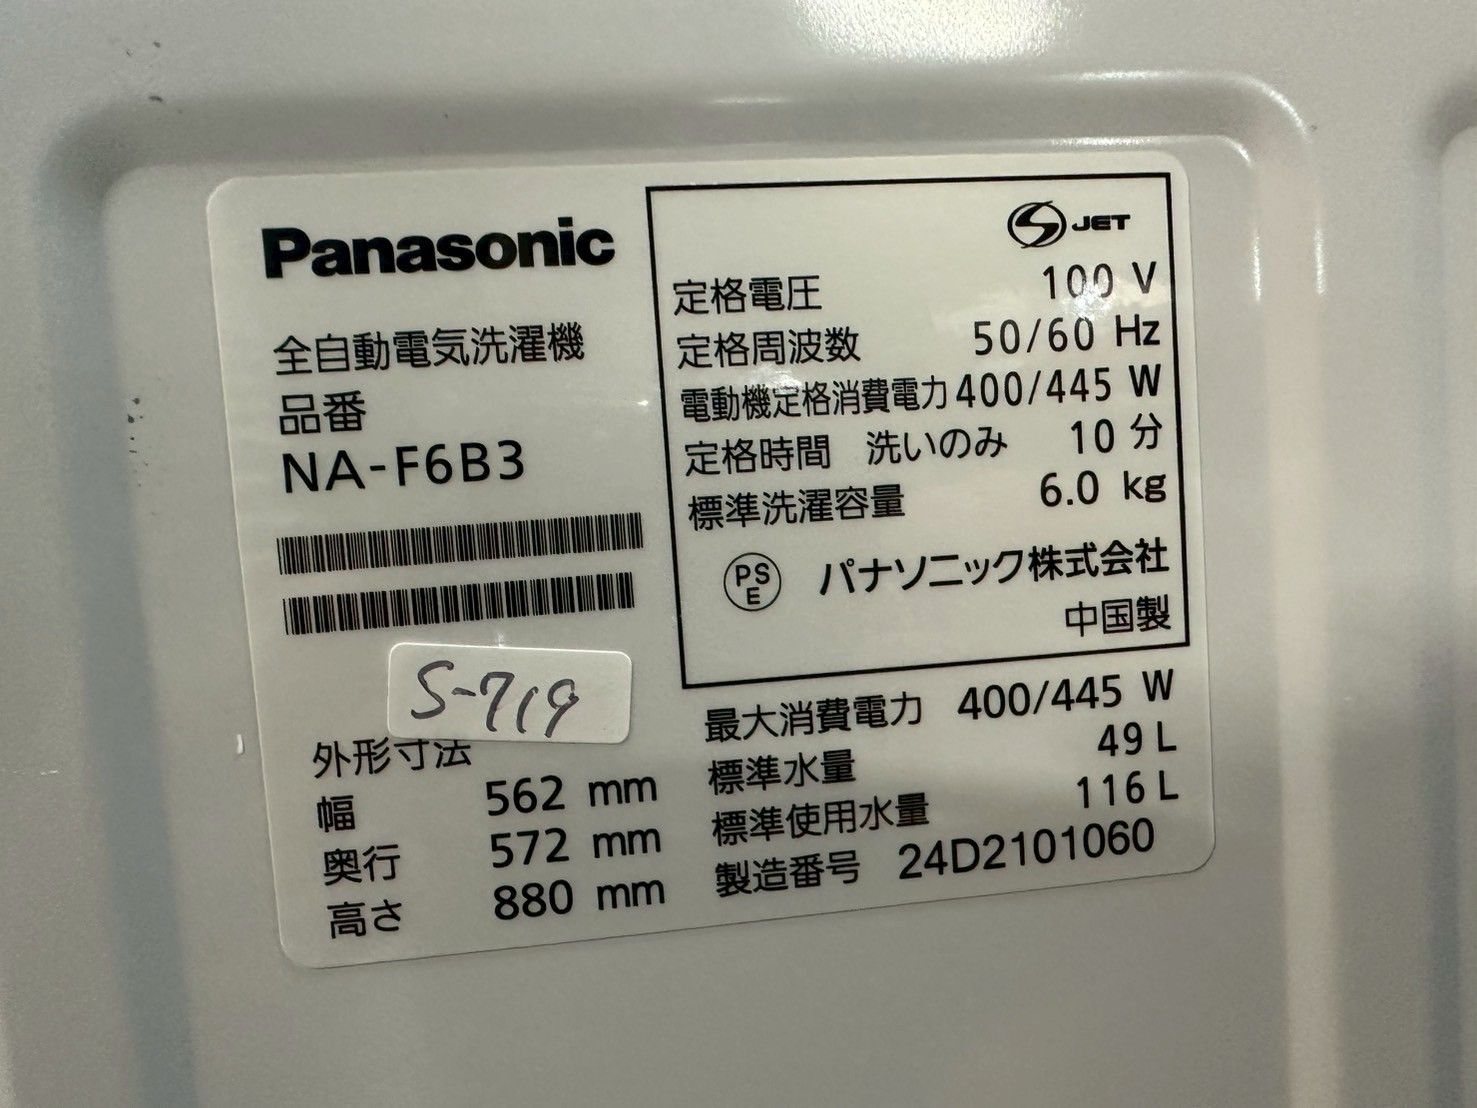 Panasonic
全自動電気洗濯機
品番
NA-F6B3
S-719
外形寸法
幅 562 mm
奥行 572 mm
高さ 880 mm
JET
定格電圧 100 V
定格周波数 50/60 Hz
電動機定格消費電力 400/445 W
定格時間 洗いのみ 10 分
標準洗濯容量 6.0 kg
PS
E
パナソニック株式会社
中国製
最大消費電力 400/445 W
標準水量 49 L
標準使用水量 116 L
製造番号 24D2101060